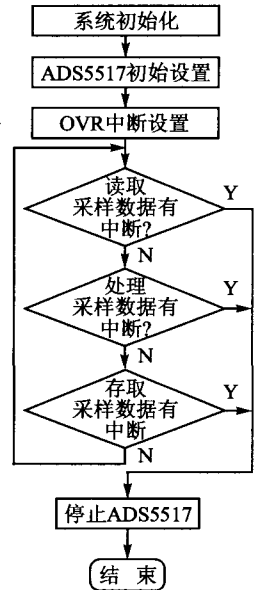 系统初始化
ADS5517初始设置
OVR中断设置
读取
采样数据有
中断?
Y
N
处理
采样数据有
中断?
Y
N
存取
采样数据有
中断
Y
N
停止ADS5517
结 束